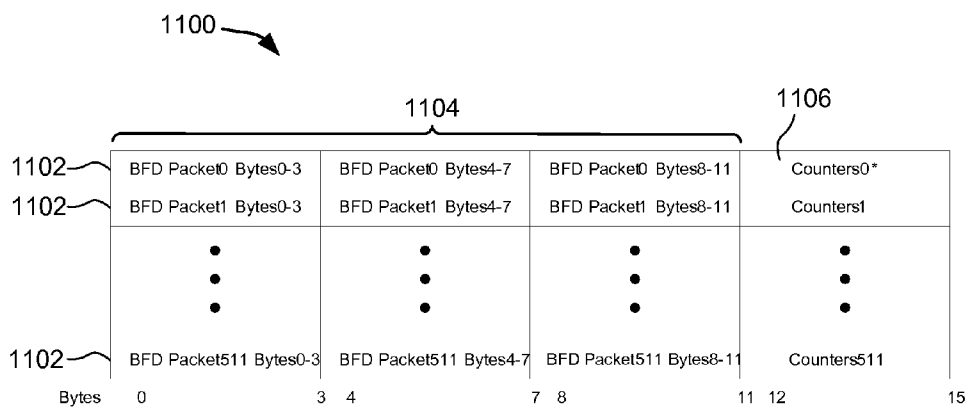 1100
1104
1106
1102 BFD Packet0 Bytes0-3 BFD Packet0 Bytes4-7 BFD Packet0 Bytes8-11 Counters0*
1102 BFD Packet1 Bytes0-3 BFD Packet1 Bytes4-7 BFD Packet1 Bytes8-11 Counters1
1102 BFD Packet511 Bytes0-3 BFD Packet511 Bytes4-7 BFD Packet511 Bytes8-11 Counters511
Bytes 0 3 4 7 8 11 12 15